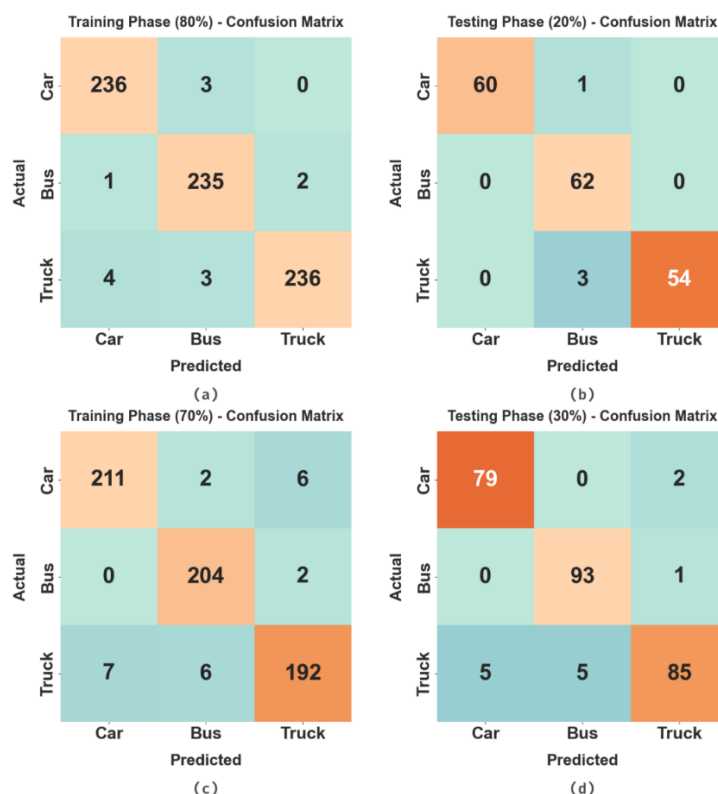 Training Phase (80%) - Confusion Matrix
Car 236 3 0
Bus 1 235 2
Truck 4 3 236
Actual
Car Bus Truck
Predicted
(a)
Testing Phase (20%) - Confusion Matrix
Car 60 1 0
Bus 0 62 0
Truck 0 3 54
Actual
Car Bus Truck
Predicted
(b)
Training Phase (70%) - Confusion Matrix
Car 211 2 6
Bus 0 204 2
Truck 7 6 192
Actual
Car Bus Truck
Predicted
(c)
Testing Phase (30%) - Confusion Matrix
Car 79 0 2
Bus 0 93 1
Truck 5 5 85
Actual
Car Bus Truck
Predicted
(d)